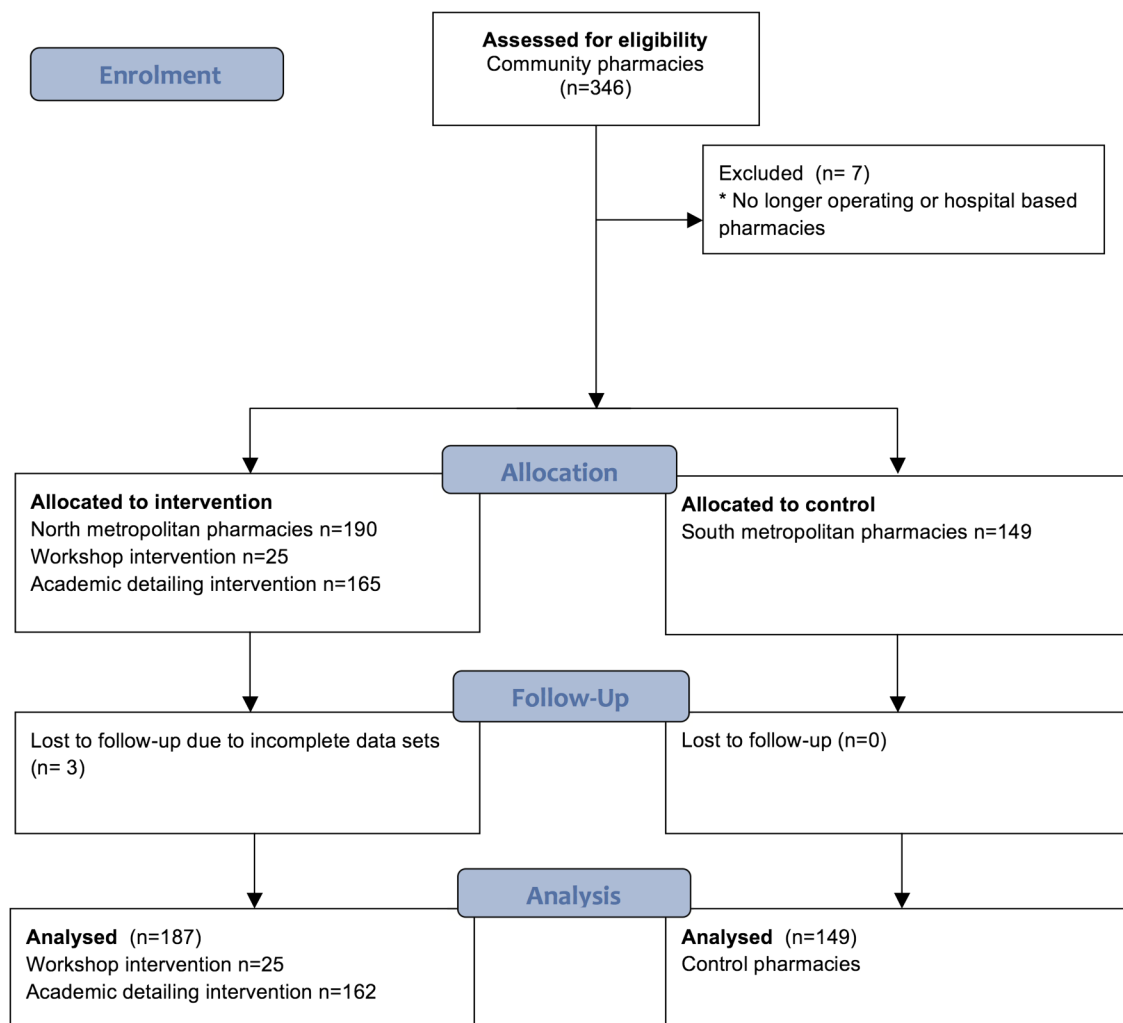 Enrolment
Assessed for eligibility
Community pharmacies
(n=346)
Excluded (n= 7)
* No longer operating or hospital based
pharmacies
Allocation
Allocated to intervention
North metropolitan pharmacies n=190
Workshop intervention n=25
Academic detailing intervention n=165
Allocated to control
South metropolitan pharmacies n=149
Follow-Up
Lost to follow-up due to incomplete data sets
(n= 3)
Lost to follow-up (n=0)
Analysis
Analysed (n=187)
Workshop intervention n=25
Academic detailing intervention n=162
Analysed (n=149)
Control pharmacies